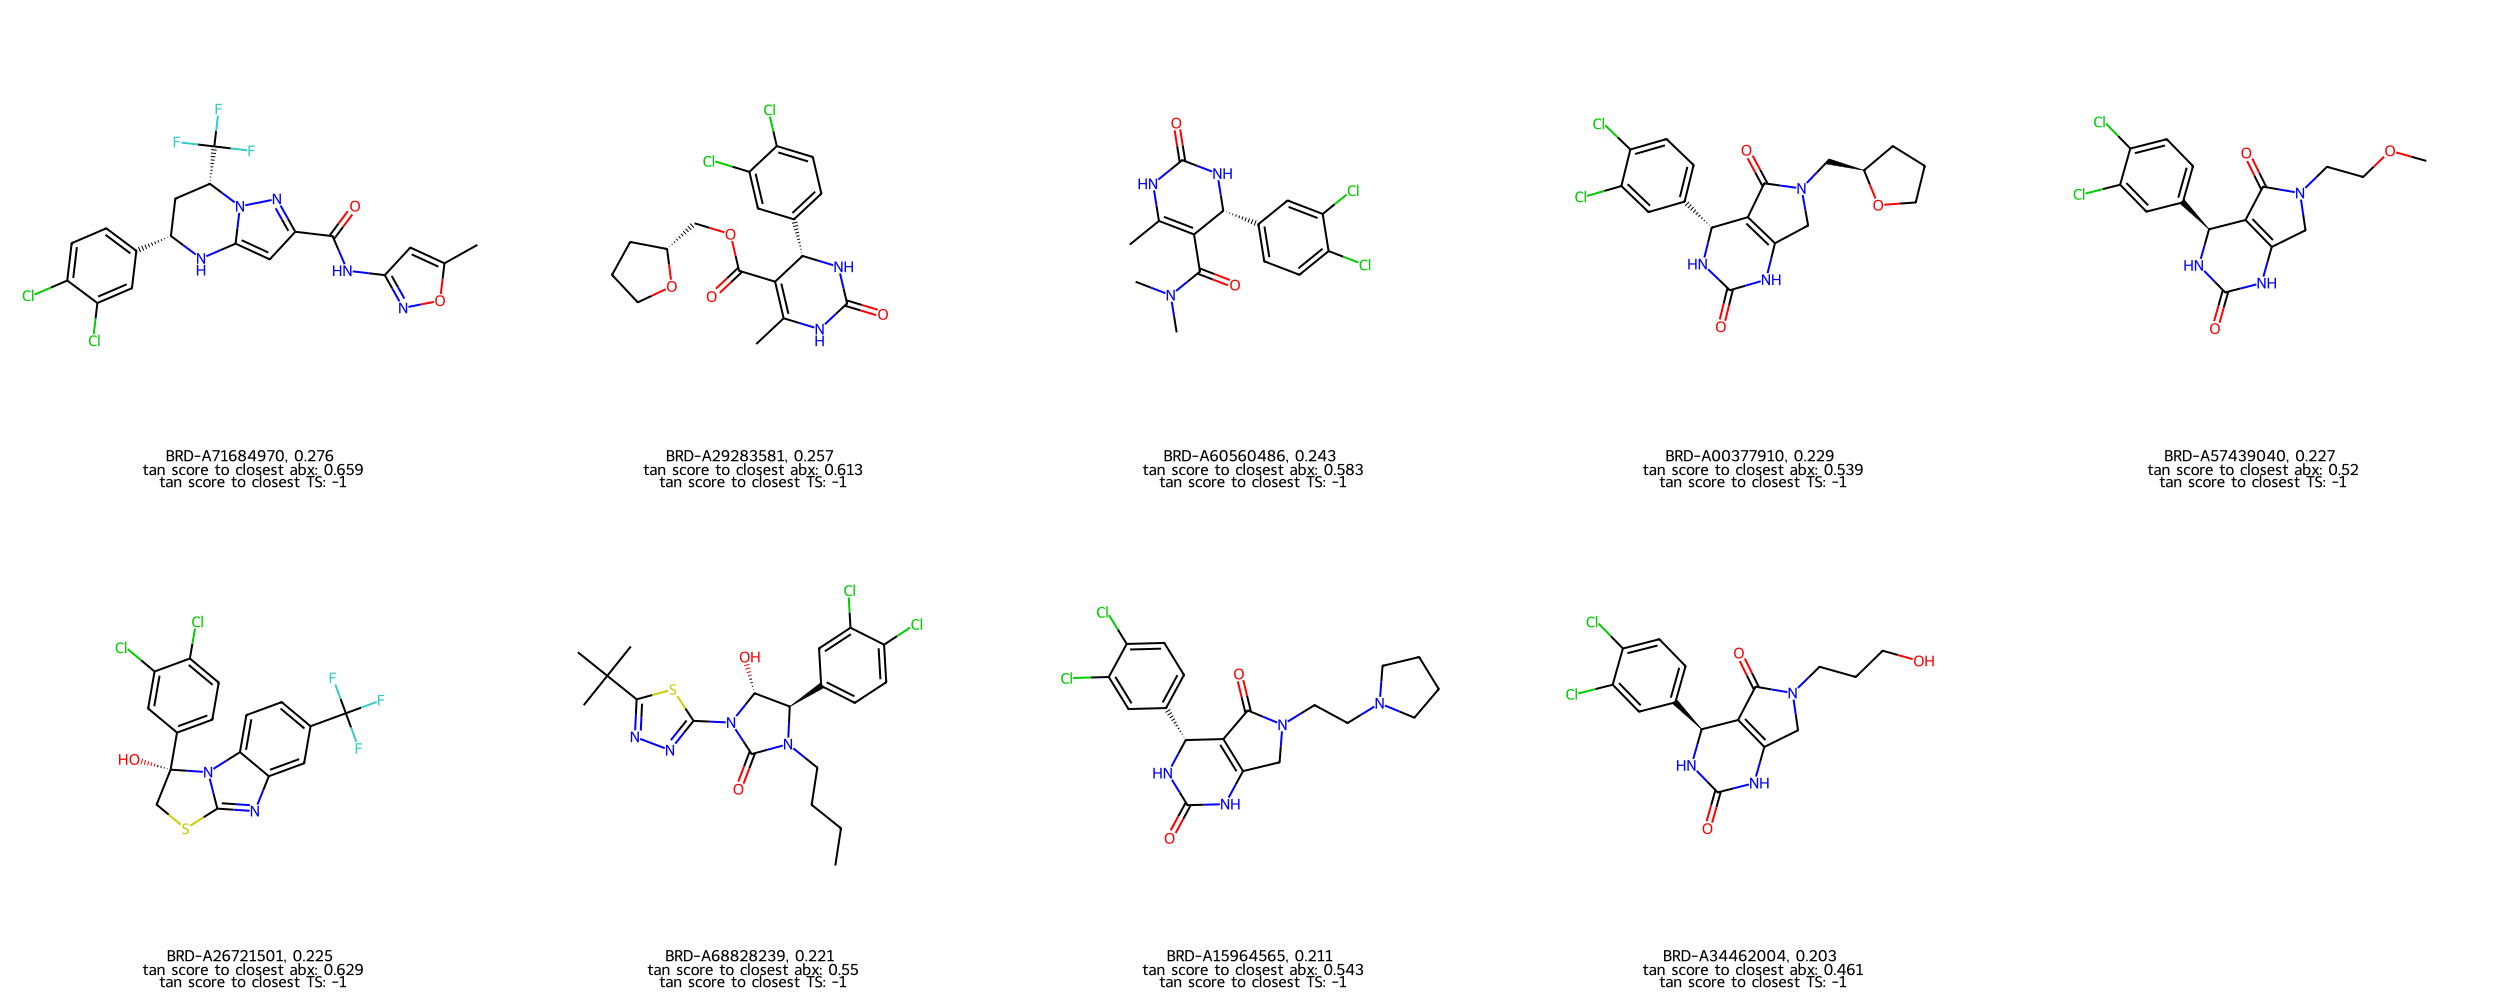 BRD-A71684970, 0.276
tan score to closest abx: 0.659
tan score to closest TS: -1
BRD-A29283581, 0.257
tan score to closest abx: 0.613
tan score to closest TS: -1
BRD-A60560486, 0.243
tan score to closest abx: 0.583
tan score to closest TS: -1
BRD-A00377910, 0.229
tan score to closest abx: 0.539
tan score to closest TS: -1
BRD-A57439040, 0.227
tan score to closest abx: 0.52
tan score to closest TS: -1
BRD-A26721501, 0.225
tan score to closest abx: 0.629
tan score to closest TS: -1
BRD-A68828239, 0.221
tan score to closest abx: 0.55
tan score to closest TS: -1
BRD-A15964565, 0.211
tan score to closest abx: 0.543
tan score to closest TS: -1
BRD-A34462004, 0.203
tan score to closest abx: 0.461
tan score to closest TS: -1